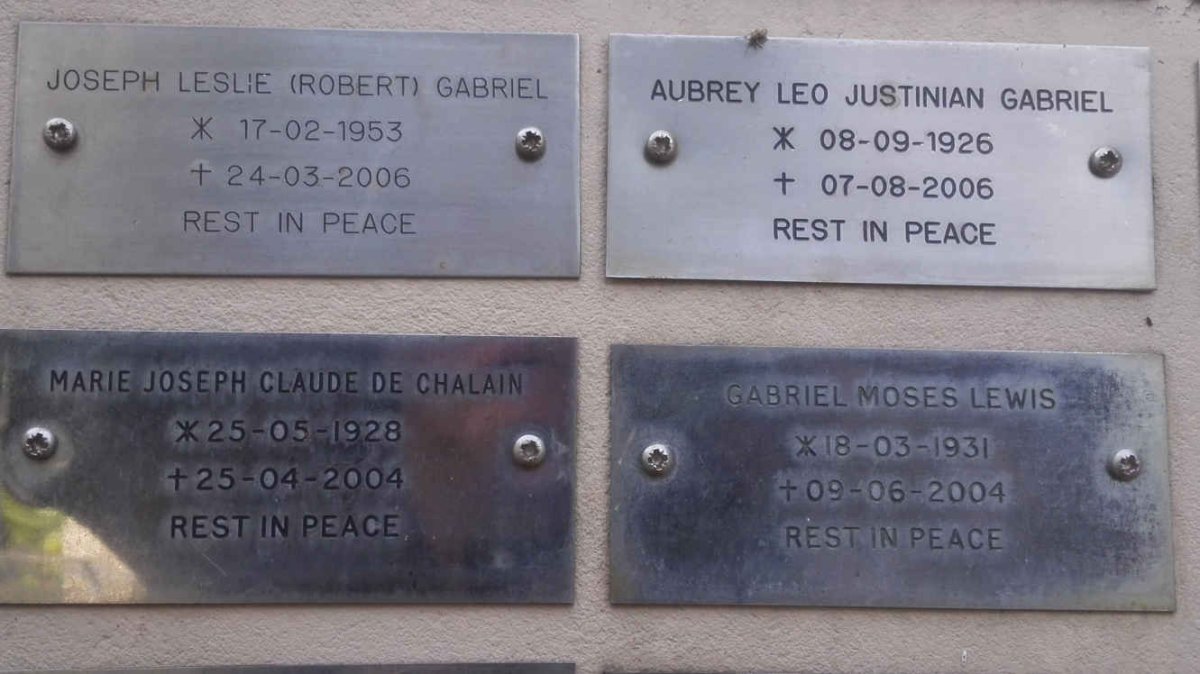 JOSEPH LESLIE (ROBERT) GABRIEL
Ж 17-02-1953
† 24-03-2006
REST IN PEACE
AUBREY LEO JUSTINIAN GABRIEL
Ж 08-09-1926
† 07-08-2006
REST IN PEACE
MARIE JOSEPH CLAUDE DE CHALAIN
Ж 25-05-1928
† 25-04-2004
REST IN PEACE
GABRIEL MOSES LEWIS
Ж 18-03-1931
† 09-06-2004
REST IN PEACE